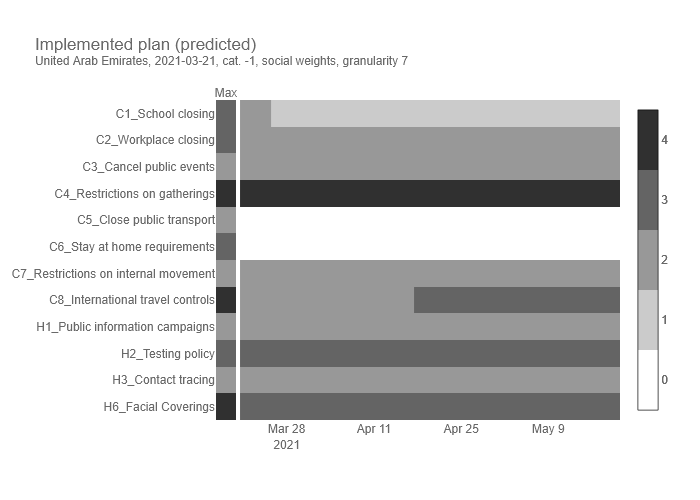 Implemented plan (predicted)
United Arab Emirates, 2021-03-21, cat. -1, social weights, granularity 7
Max
C1_School closing
C2_Workplace closing
C3_Cancel public events
C4_Restrictions on gatherings
C5_Close public transport
C6_Stay at home requirements
C7_Restrictions on internal movement
C8_International travel controls
H1_Public information campaigns
H2_Testing policy
H3_Contact tracing
H6_Facial Coverings
Mar 28 Apr 11 Apr 25 May 9
2021
4
3
2
1
0